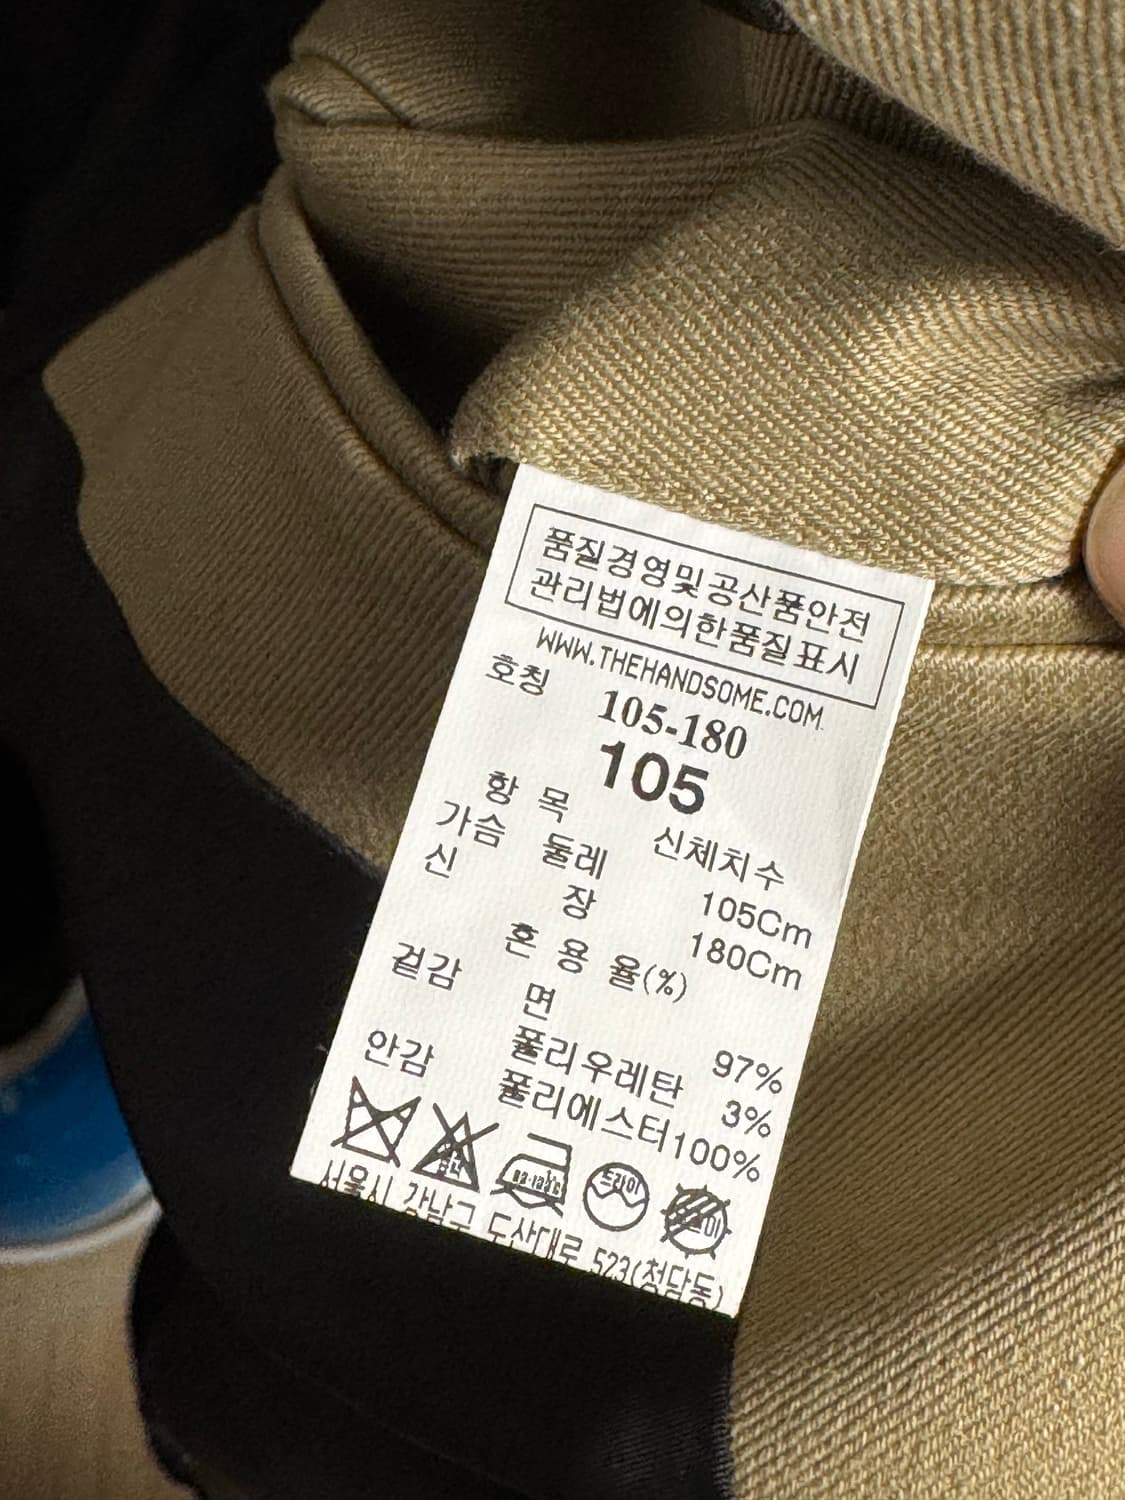 품질경영및공산품안전
관리법에의한품질표시
WWW.THEHANDSOME.COM
호칭 105-180
105
항 목 신체치수
가슴 둘레 105Cm
신 장 180Cm
혼 용 율(%)
겉감 면 97%
폴리우레탄 3%
안감 폴리에스터 100%
드라이
서울시 강남구 도산대로 523(청담동)